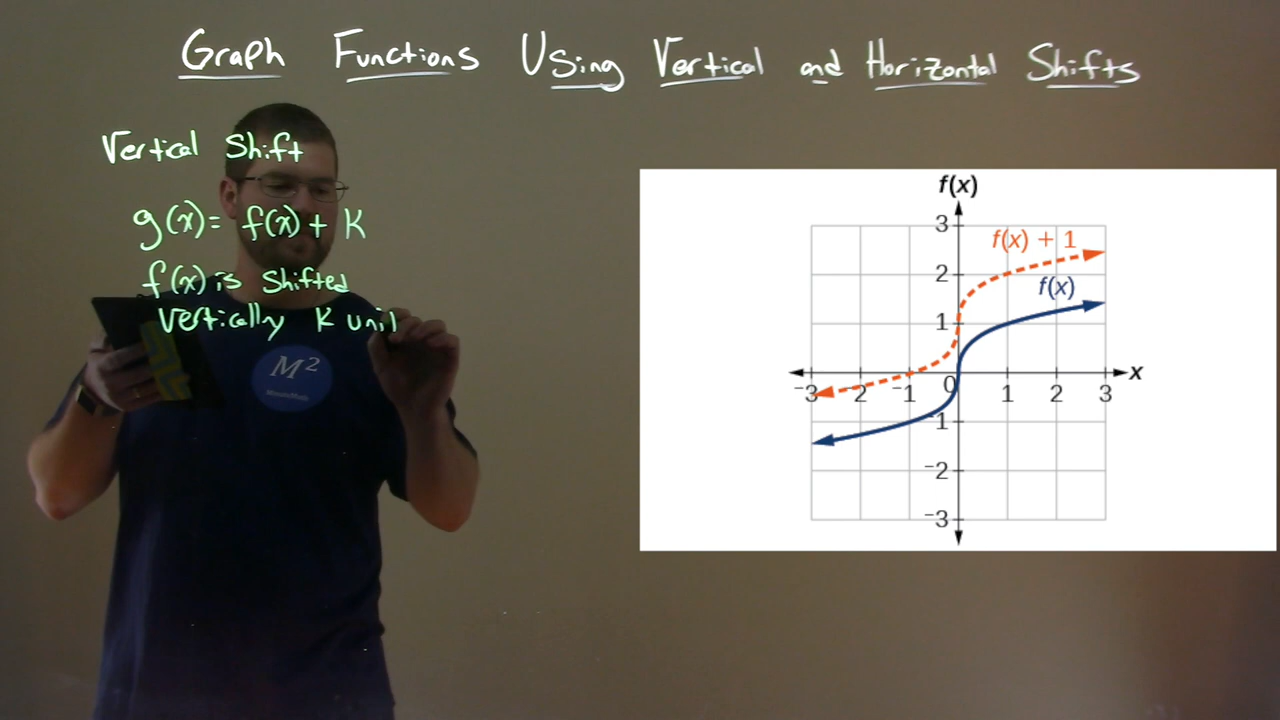 Graph Functions Using Vertical and Horizontal Shifts
Vertical Shift
g(x) = f(x) + K
f(x) is shifted
vertically K unit
M²
f(x)
3
f(x) + 1
2
f(x)
1
x
-3 -2 -1 0 1 2 3
-1
-2
-3